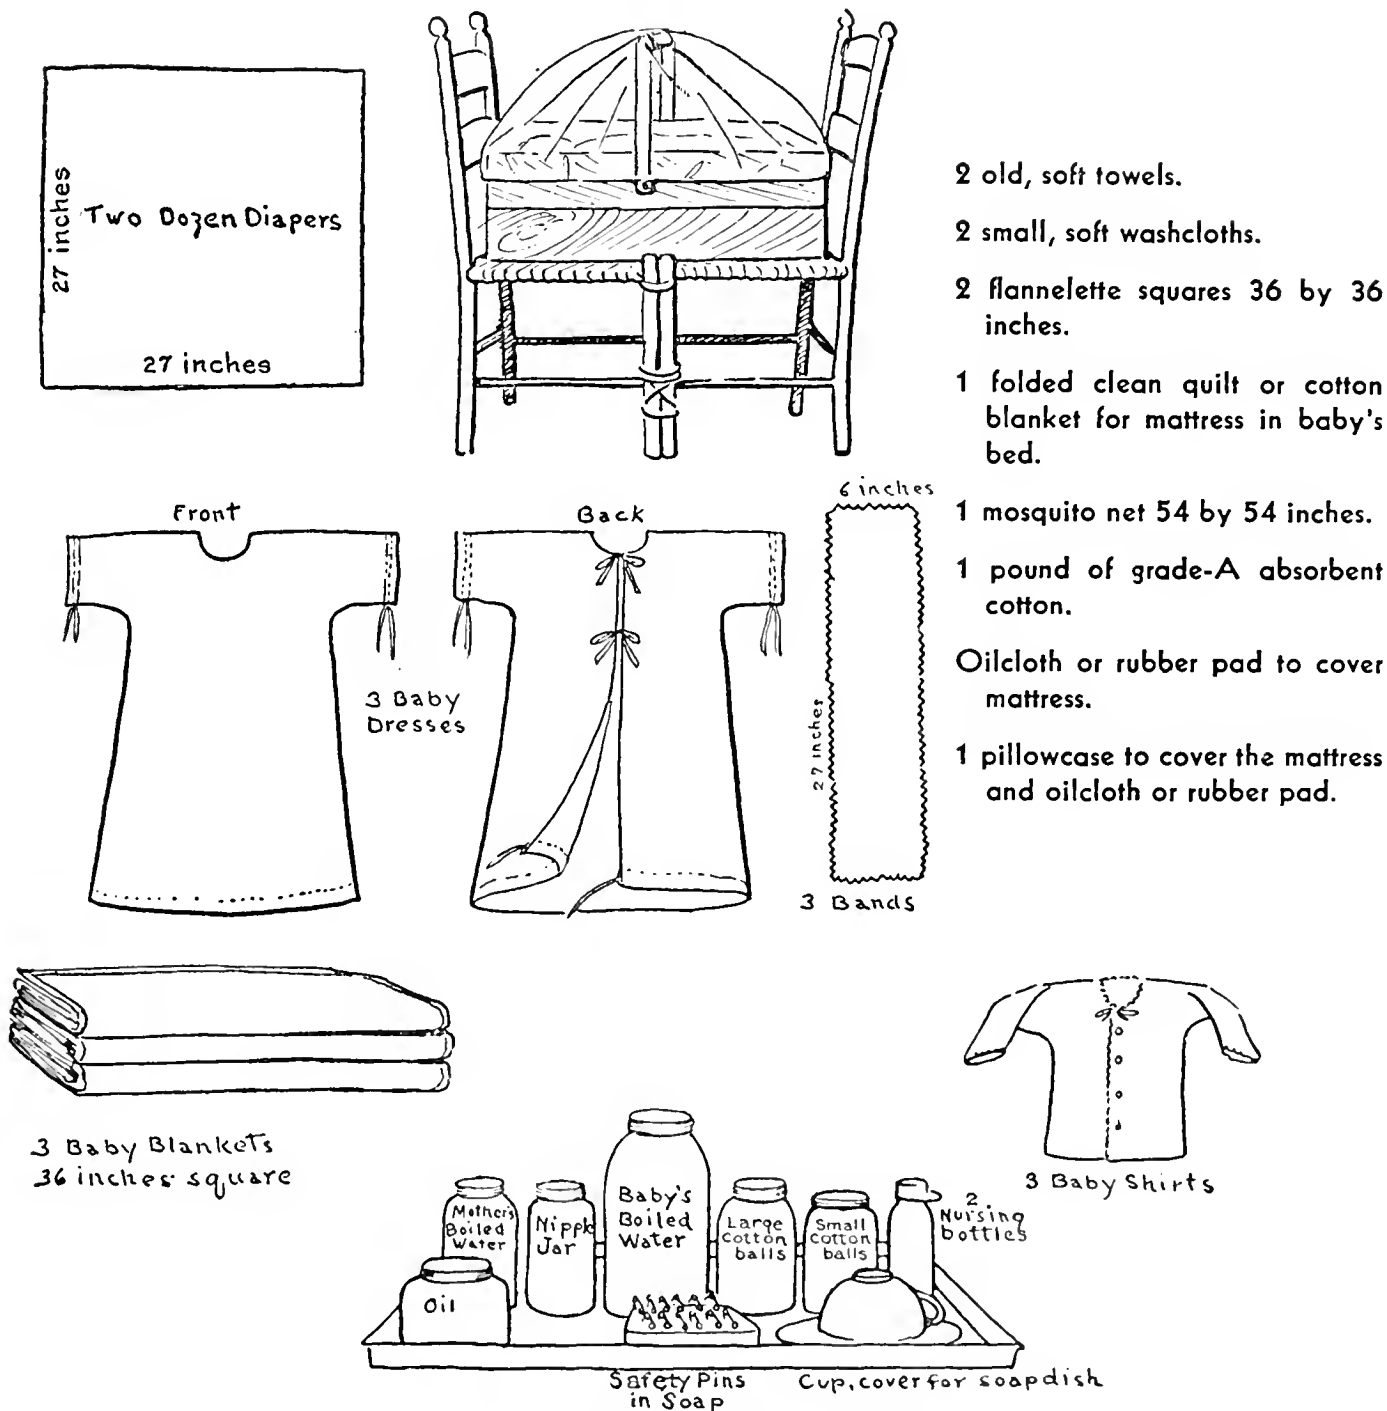 27 inches
Two Dozen Diapers
27 inches
2 old, soft towels.
2 small, soft washcloths.
2 flannelette squares 36 by 36
inches.
1 folded clean quilt or cotton
blanket for mattress in baby's
bed.
1 mosquito net 54 by 54 inches.
1 pound of grade-A absorbent
cotton.
Oilcloth or rubber pad to cover
mattress.
1 pillowcase to cover the mattress
and oilcloth or rubber pad.
Front
Back
3 Baby
Dresses
6 inches
27 inches
3 Bands
3 Baby Blankets
36 inches square
3 Baby Shirts
Mother's
Boiled
Water
Nipple
Jar
Baby's
Boiled
Water
Large
Cotton
balls
Small
Cotton
balls
2
Nursing
bottles
Oil
Safety Pins
in Soap
Cup, cover for soapdish